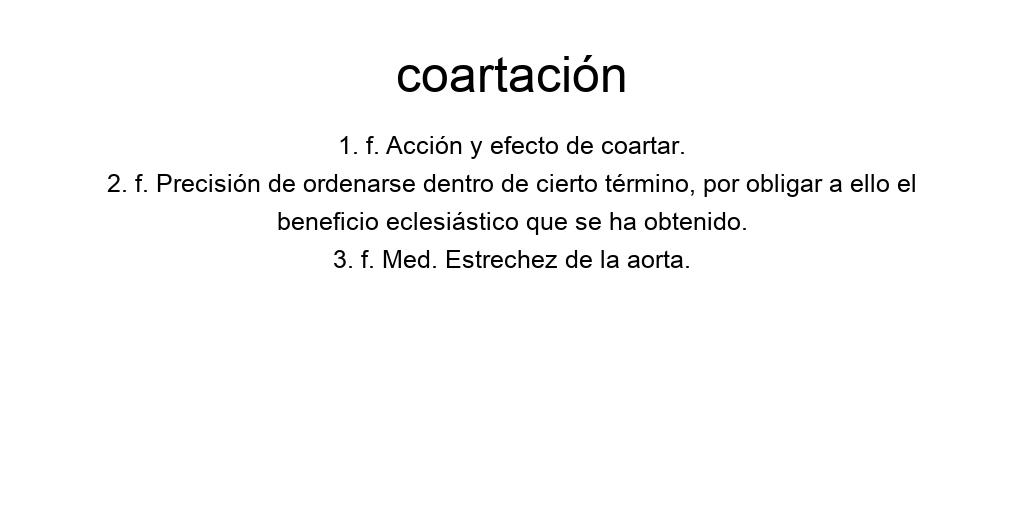 coartación
1. f. Acción y efecto de coartar.
2. f. Precisión de ordenarse dentro de cierto término, por obligar a ello el
beneficio eclesiástico que se ha obtenido.
3. f. Med. Estrechez de la aorta.